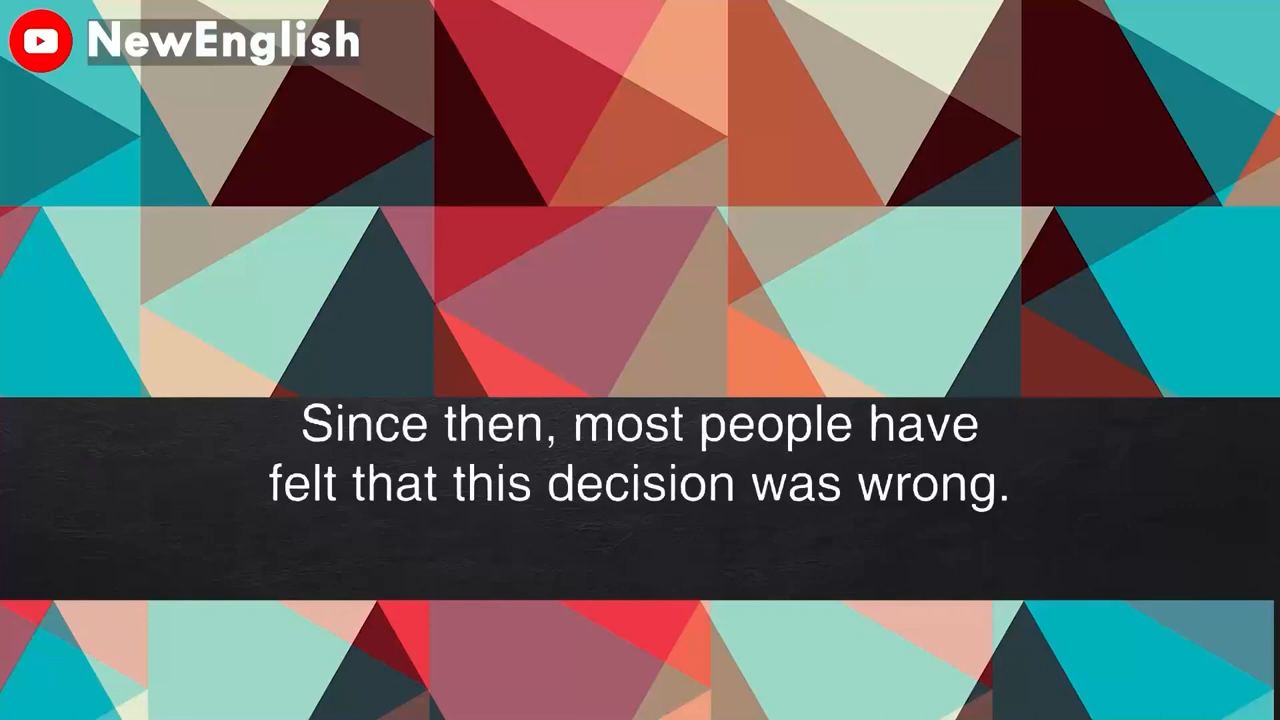 NewEnglish
Since then, most people have
felt that this decision was wrong.